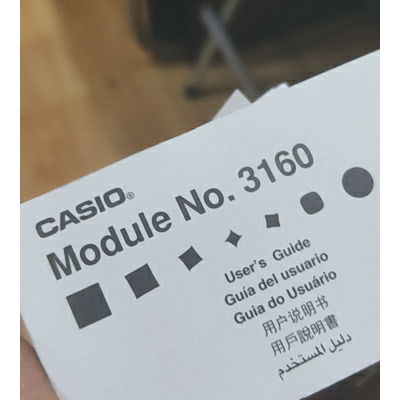 CASIO®
Module No. 3160
User's Guide
Guía del usuario
Guia do Usuário
用户说明书
用戶說明書
دليل المستخدم